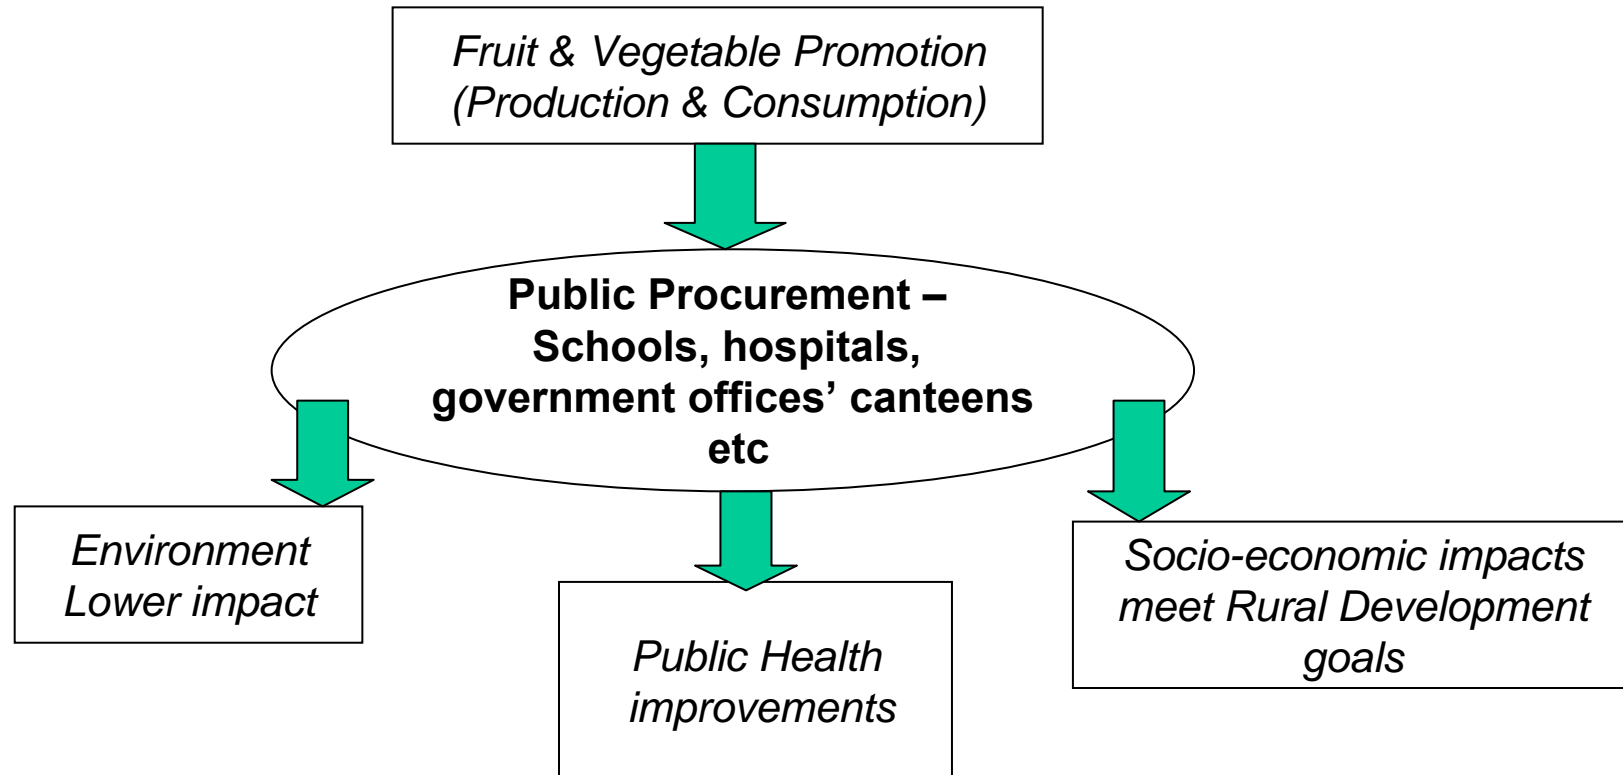 Fruit & Vegetable Promotion
(Production & Consumption)
Public Procurement –
Schools, hospitals,
government offices’ canteens
etc
Environment
Lower impact
Public Health
improvements
Socio-economic impacts
meet Rural Development
goals